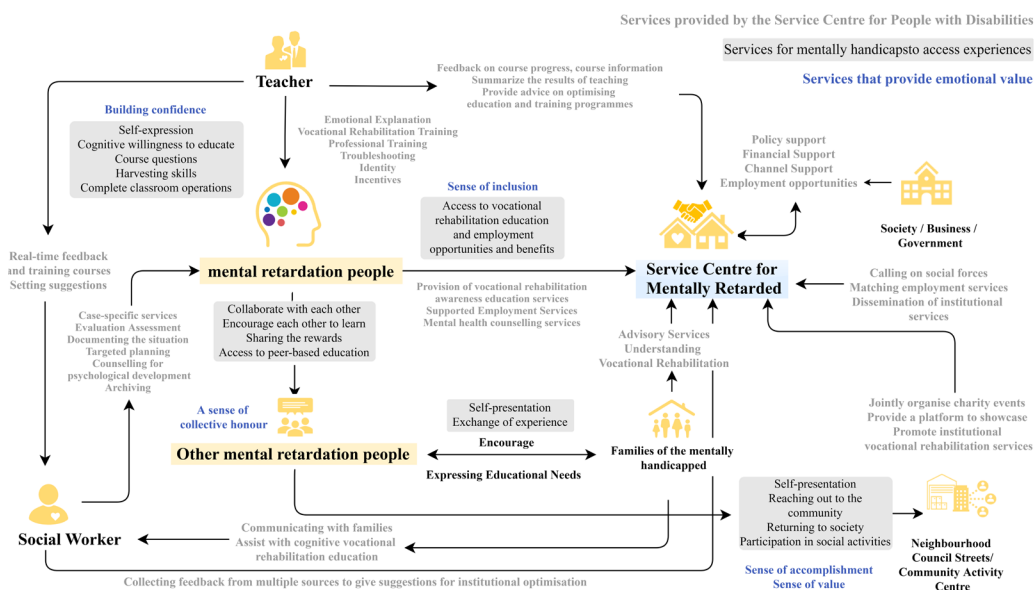 Services provided by the Service Centre for People with Disabilities
Services for mentally handicapsto access experiences
Services that provide emotional value
Teacher
Feedback on course progress, course information
Summarize the results of teaching
Provide advice on optimising
education and training programmes
Building confidence
Self-expression
Cognitive willingness to educate
Course questions
Harvesting skills
Complete classroom operations
Emotional Explanation
Vocational Rehabilitation Training
Professional Training
Troubleshooting
Identity
Incentives
Policy support
Financial Support
Channel Support
Employment opportunities
Society / Business /
Government
Sense of inclusion
Access to vocational
rehabilitation education
and employment
opportunities and benefits
Real-time feedback
and training courses
Setting suggestions
mental retardation people
Service Centre for
Mentally Retarded
Calling on social forces
Matching employment services
Dissemination of institutional
services
Provision of vocational rehabilitation
awareness education services
Supported Employment Services
Mental health counselling services
Case-specific services
Evaluation Assessment
Documenting the situation
Targeted planning
Counselling for
psychological development
Archiving
Collaborate with each other
Encourage each other to learn
Sharing the rewards
Access to peer-based education
Advisory Services
Understanding
Vocational Rehabilitation
A sense of
collective honour
Other mental retardation people
Self-presentation
Exchange of experience
Encourage
Expressing Educational Needs
Families of the mentally
handicapped
Jointly organise charity events
Provide a platform to showcase
Promote institutional
vocational rehabilitation services
Social Worker
Communicating with families
Assist with cognitive vocational
rehabilitation education
Self-presentation
Reaching out to the
community
Returning to society
Participation in social activities
Sense of accomplishment
Sense of value
Neighbourhood
Council Streets/
Community Activity
Centre
Collecting feedback from multiple sources to give suggestions for institutional optimisation